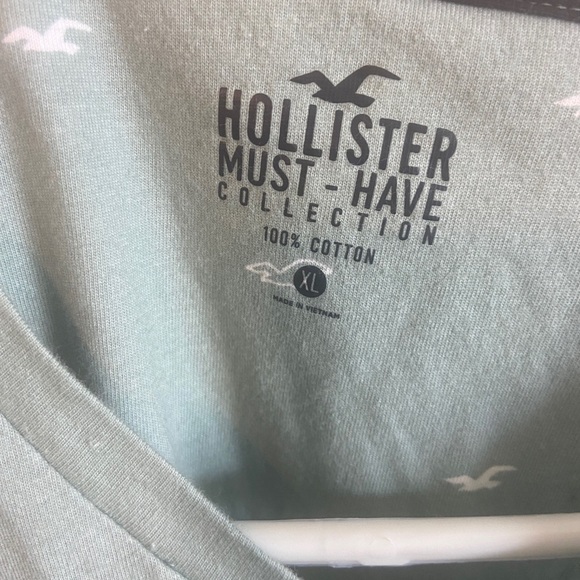 HOLLISTER
MUST - HAVE
COLLECTION
100% COTTON
XL
MADE IN VIETNAM